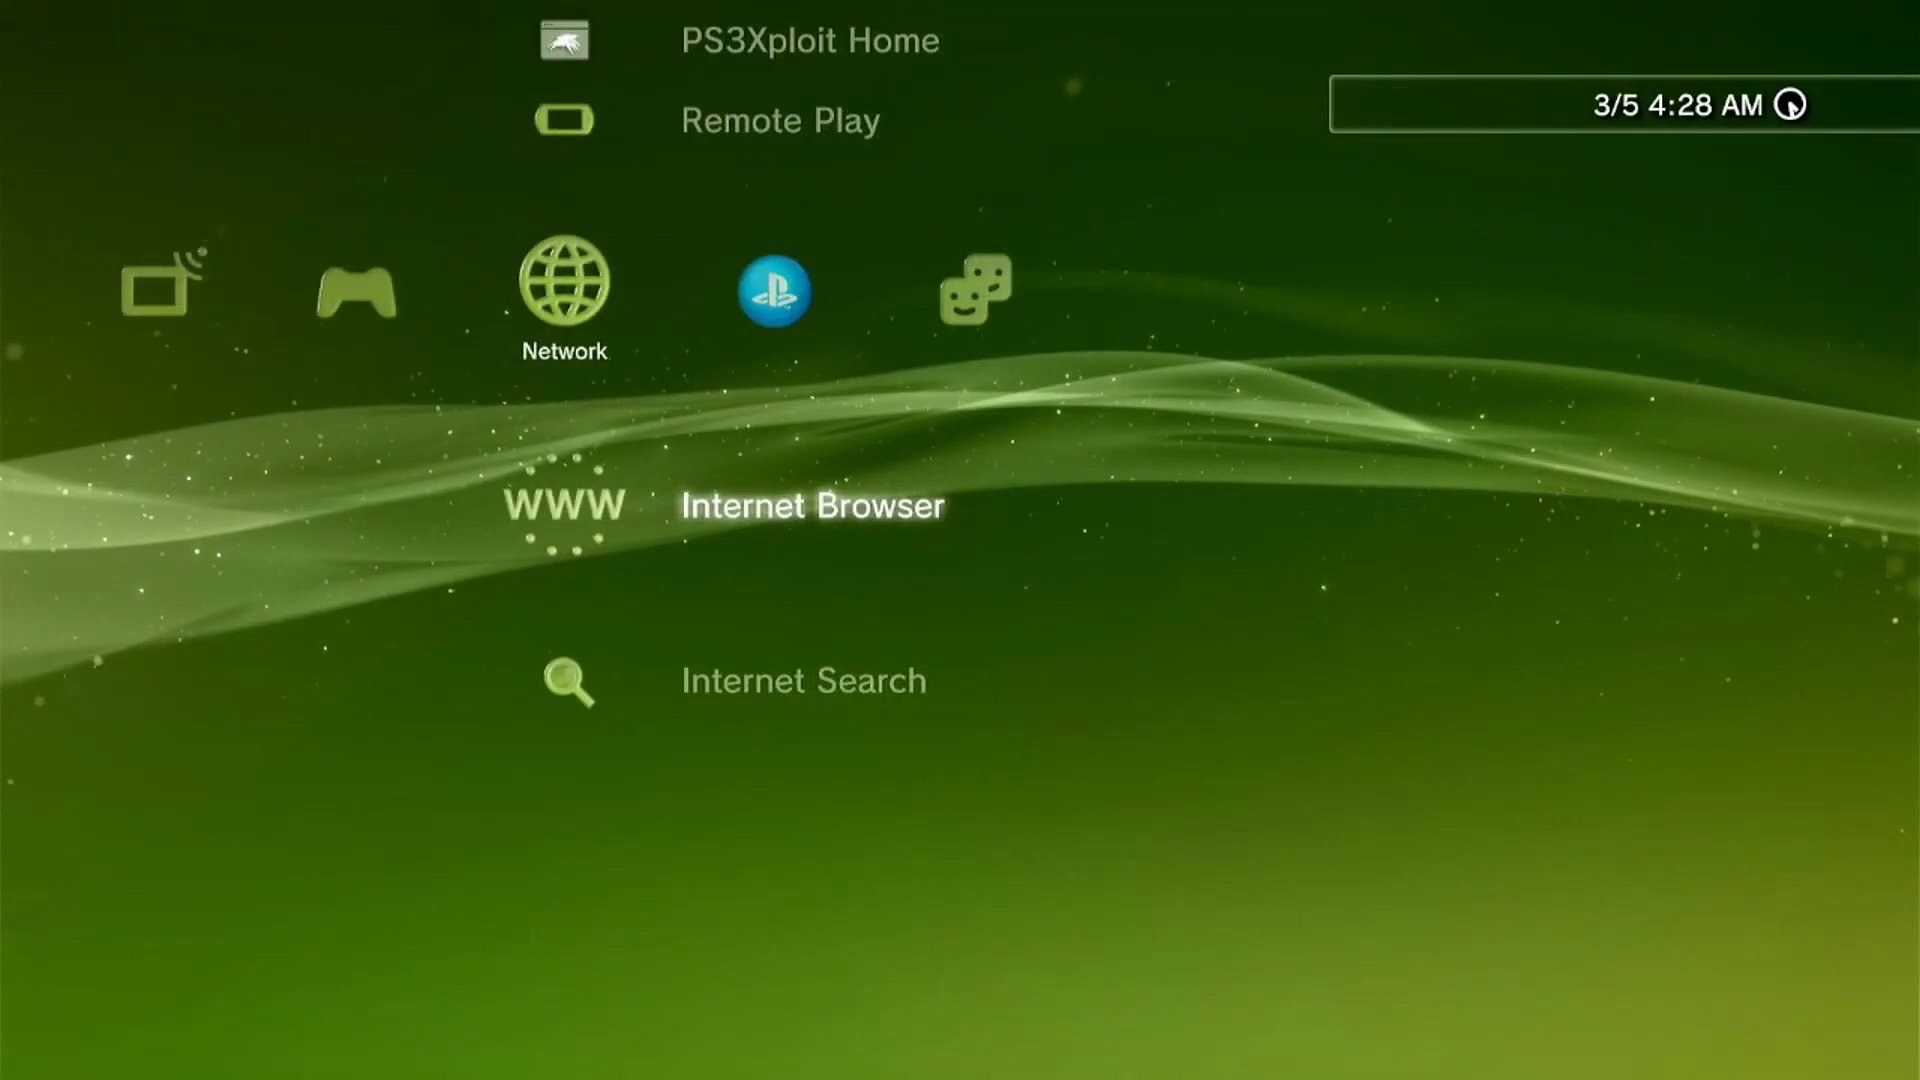 PS3Xploit Home
Remote Play
3/5 4:28 AM
Network
WWW
Internet Browser
Internet Search